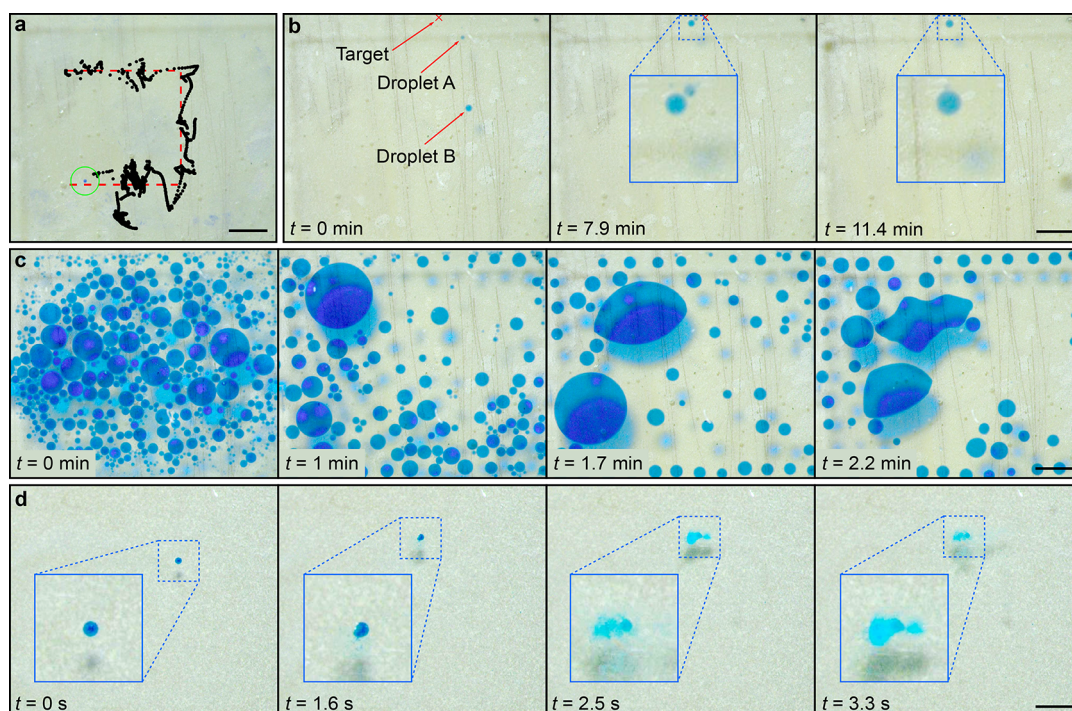 a
b
Target
Droplet A
Droplet B
t = 0 min
t = 7.9 min
t = 11.4 min
c
t = 0 min
t = 1 min
t = 1.7 min
t = 2.2 min
d
t = 0 s
t = 1.6 s
t = 2.5 s
t = 3.3 s